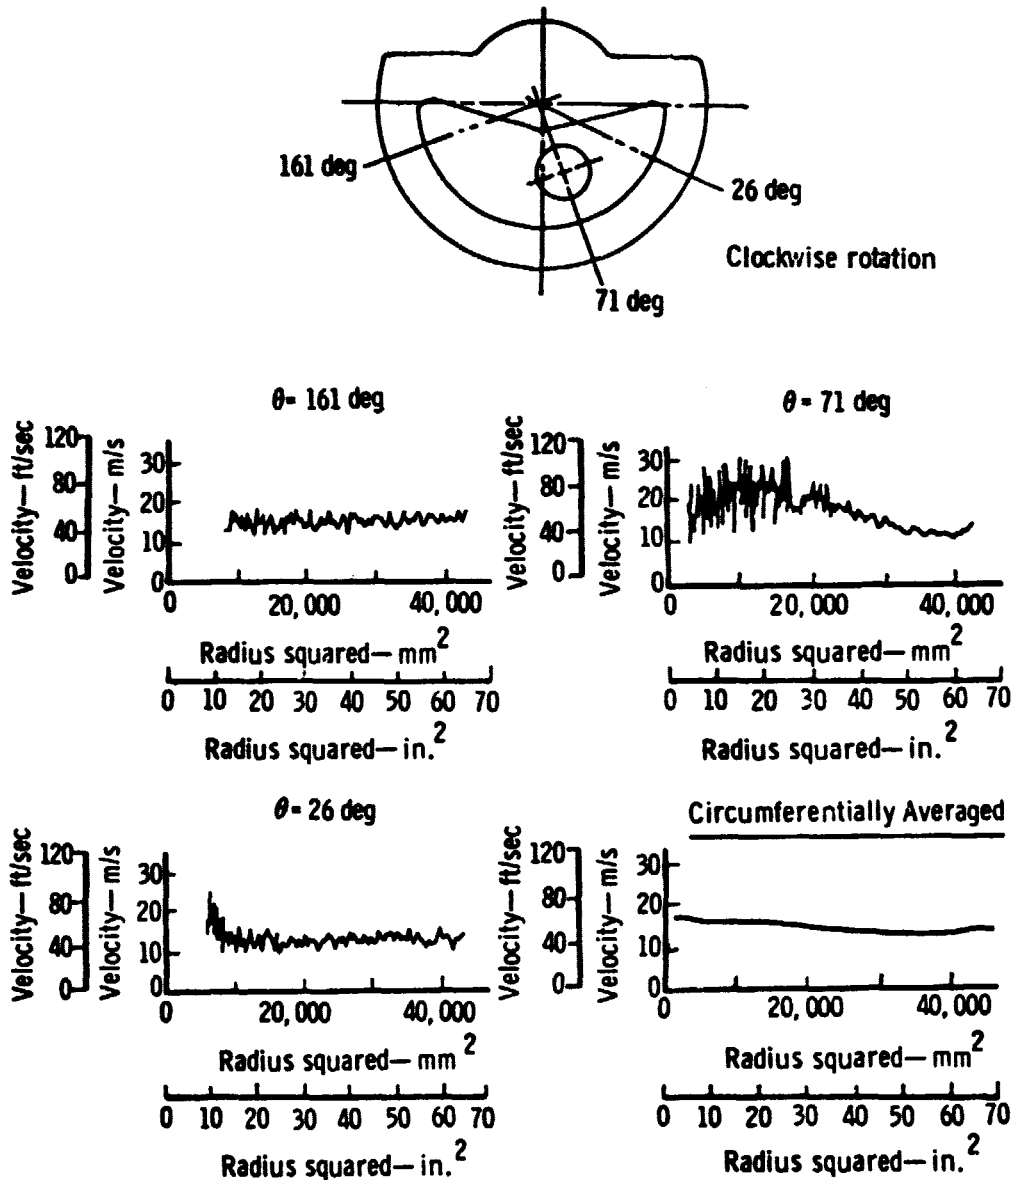 161 deg
26 deg
Clockwise rotation
71 deg
θ= 161 deg
Velocity—ft/sec
120
80
40
0
Velocity—m/s
30
20
10
0
0 20,000 40,000
Radius squared—mm2
0 10 20 30 40 50 60 70
Radius squared—in.2
θ= 71 deg
Velocity—ft/sec
120
80
40
0
Velocity—m/s
30
20
10
0
0 20,000 40,000
Radius squared—mm2
0 10 20 30 40 50 60 70
Radius squared—in.2
θ= 26 deg
Velocity—ft/sec
120
80
40
0
Velocity—m/s
30
20
10
0
0 20,000 40,000
Radius squared—mm2
0 10 20 30 40 50 60 70
Radius squared—in.2
Circumferentially Averaged
Velocity—ft/sec
120
80
40
0
Velocity—m/s
30
20
10
0
0 20,000 40,000
Radius squared—mm2
0 10 20 30 40 50 60 70
Radius squared—in.2